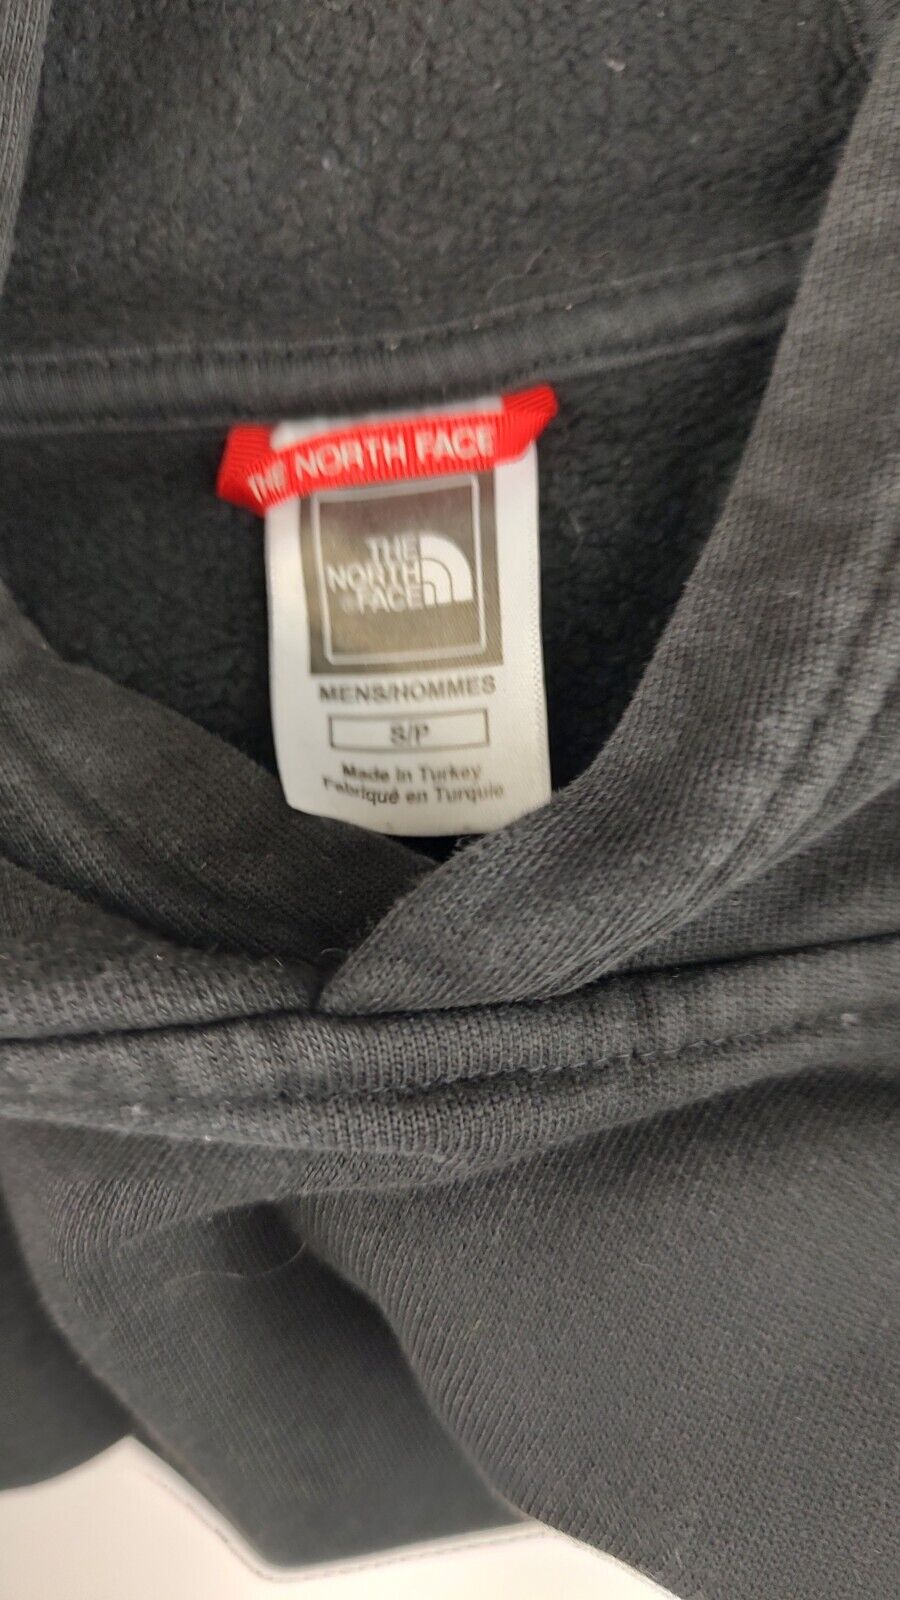 THE NORTH FACE
THE
NORTH
FACE
MENS/HOMMES
S/P
Made in Turkey
Fabriqué en Turquie